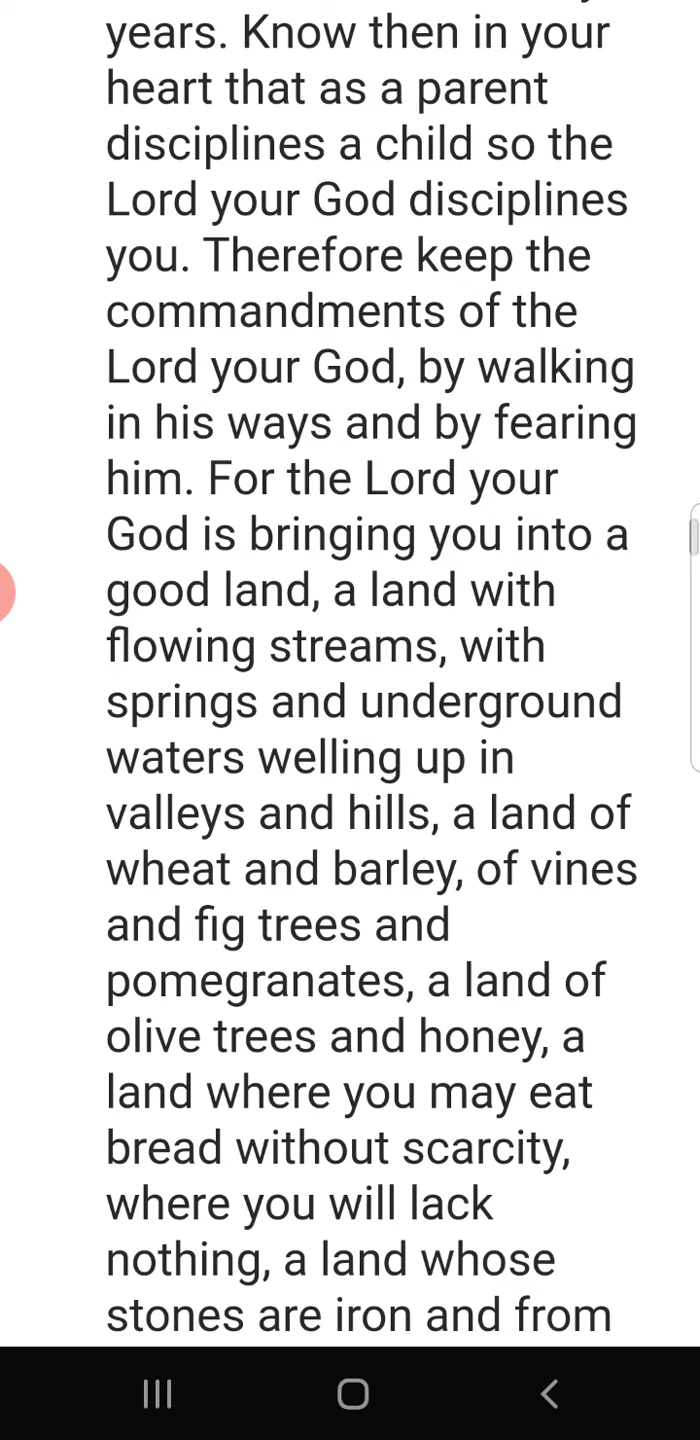 years. Know then in your
heart that as a parent
disciplines a child so the
Lord your God disciplines
you. Therefore keep the
commandments of the
Lord your God, by walking
in his ways and by fearing
him. For the Lord your
God is bringing you into a
good land, a land with
flowing streams, with
springs and underground
waters welling up in
valleys and hills, a land of
wheat and barley, of vines
and fig trees and
pomegranates, a land of
olive trees and honey, a
land where you may eat
bread without scarcity,
where you will lack
nothing, a land whose
stones are iron and from